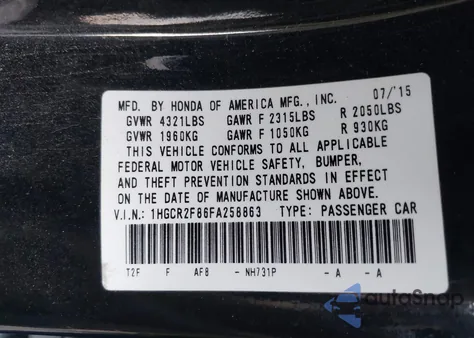 MFD. BY HONDA OF AMERICA MFG., INC. 07/'15
GVWR 4321LBS GAWR F 2315LBS R 2050LBS
GVWR 1960KG GAWR F 1050KG R 930KG
THIS VEHICLE CONFORMS TO ALL APPLICABLE
FEDERAL MOTOR VEHICLE SAFETY, BUMPER,
AND THEFT PREVENTION STANDARDS IN EFFECT
ON THE DATE OF MANUFACTURE SHOWN ABOVE.
V.I.N.: 1HGCR2F86FA258863 TYPE: PASSENGER CAR
T2F F AF8 - NH731P - A - A
autoSnap